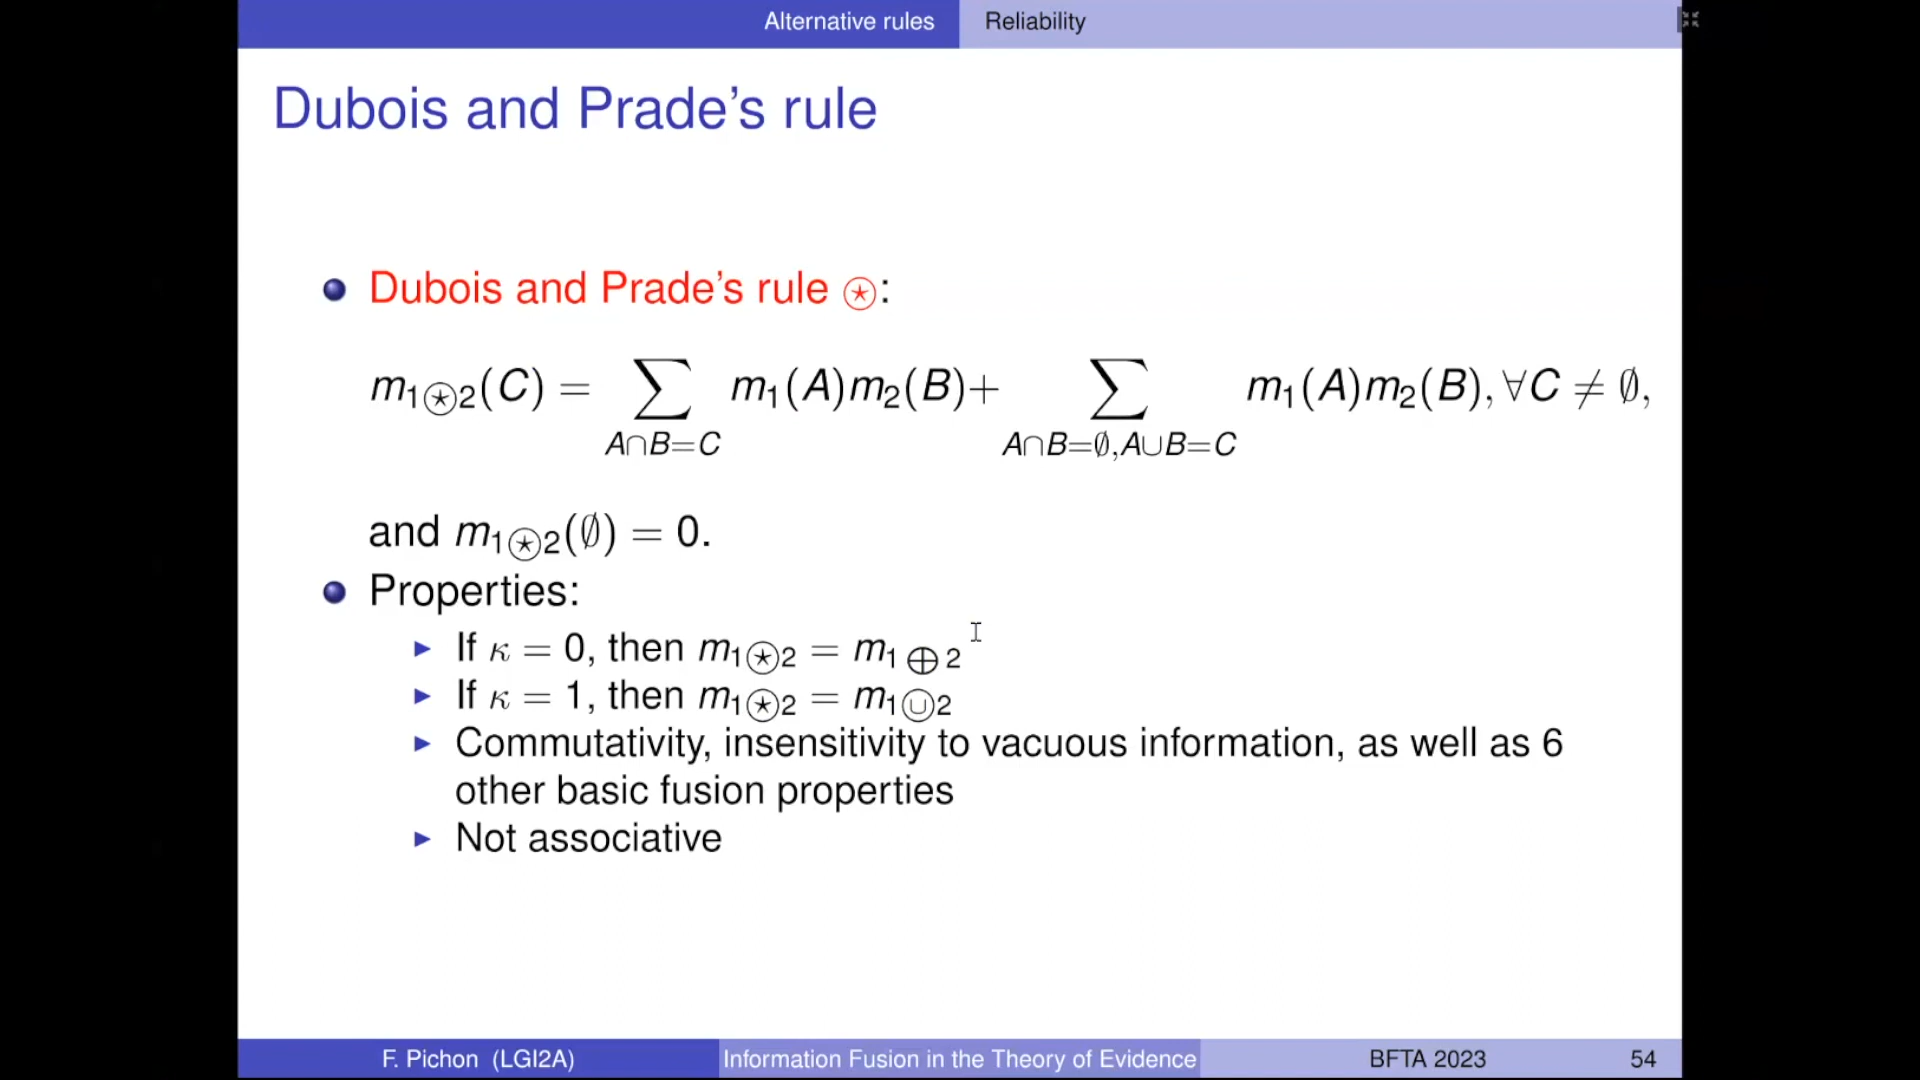 Alternative rules Reliability
Dubois and Prade's rule
Dubois and Prade's rule ⊛:
m₁⊛₂(C) = ∑ m₁(A)m₂(B)+ ∑ m₁(A)m₂(B), ∀C ≠ ∅,
A∩B=C A∩B=∅,A∪B=C
and m₁⊛₂(∅) = 0.
Properties:
If κ = 0, then m₁⊛₂ = m₁⊕₂
If κ = 1, then m₁⊛₂ = m₁Ⓤ₂
Commutativity, insensitivity to vacuous information, as well as 6
other basic fusion properties
Not associative
F. Pichon (LGI2A) Information Fusion in the Theory of Evidence BFTA 2023 54